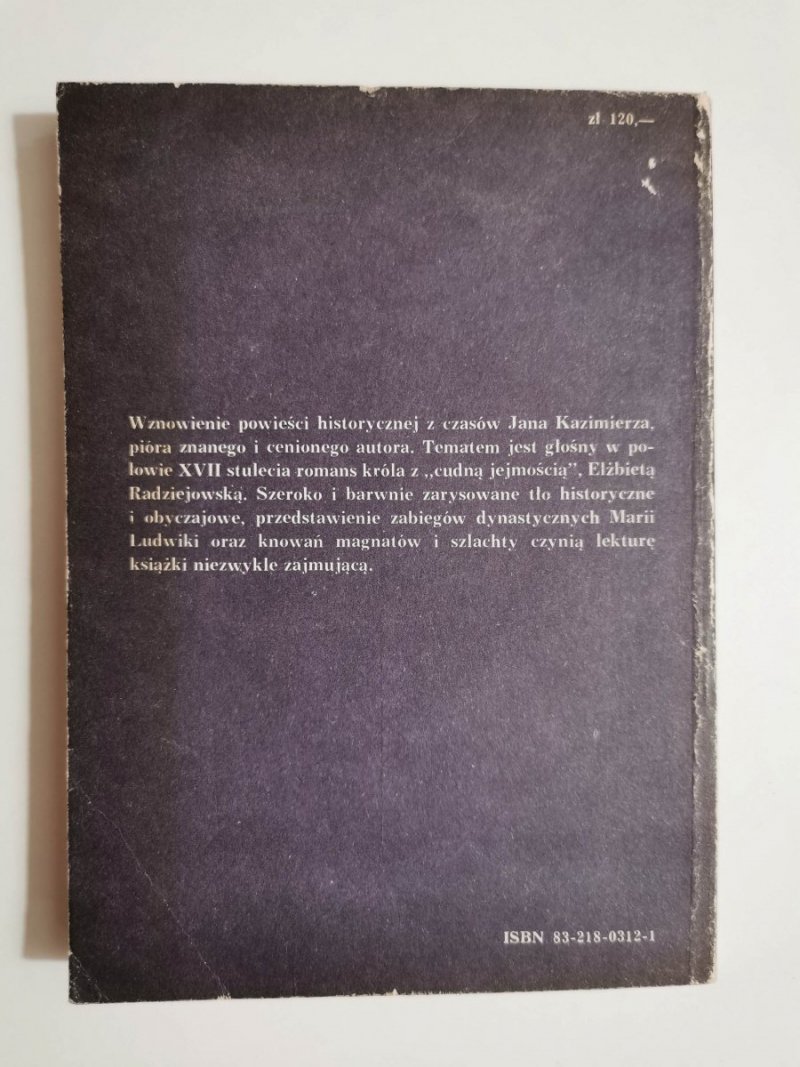 zł 120,—
Wznowienie powieści historycznej z czasów Jana Kazimierza,
pióra znanego i cenionego autora. Tematem jest głośny w po-
łowie XVII stulecia romans króla z „cudną jejmością”, Elżbietą
Radziejowską. Szeroko i barwnie zarysowane tło historyczne
i obyczajowe, przedstawienie zabiegów dynastycznych Marii
Ludwiki oraz knowań magnatów i szlachty czynią lekturę
książki niezwykle zajmującą.
ISBN 83-218-0312-1